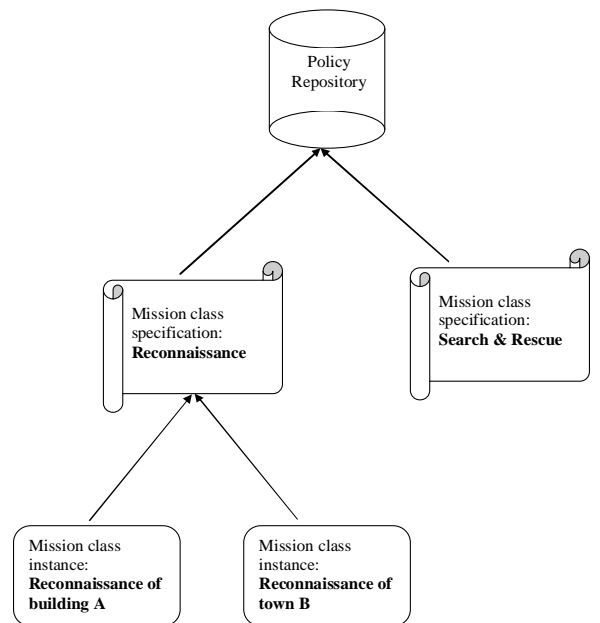 Policy
Repository
Mission class
specification:
Reconnaissance
Mission class
specification:
Search & Rescue
Mission class
instance:
Reconnaissance of
building A
Mission class
instance:
Reconnaissance of
town B